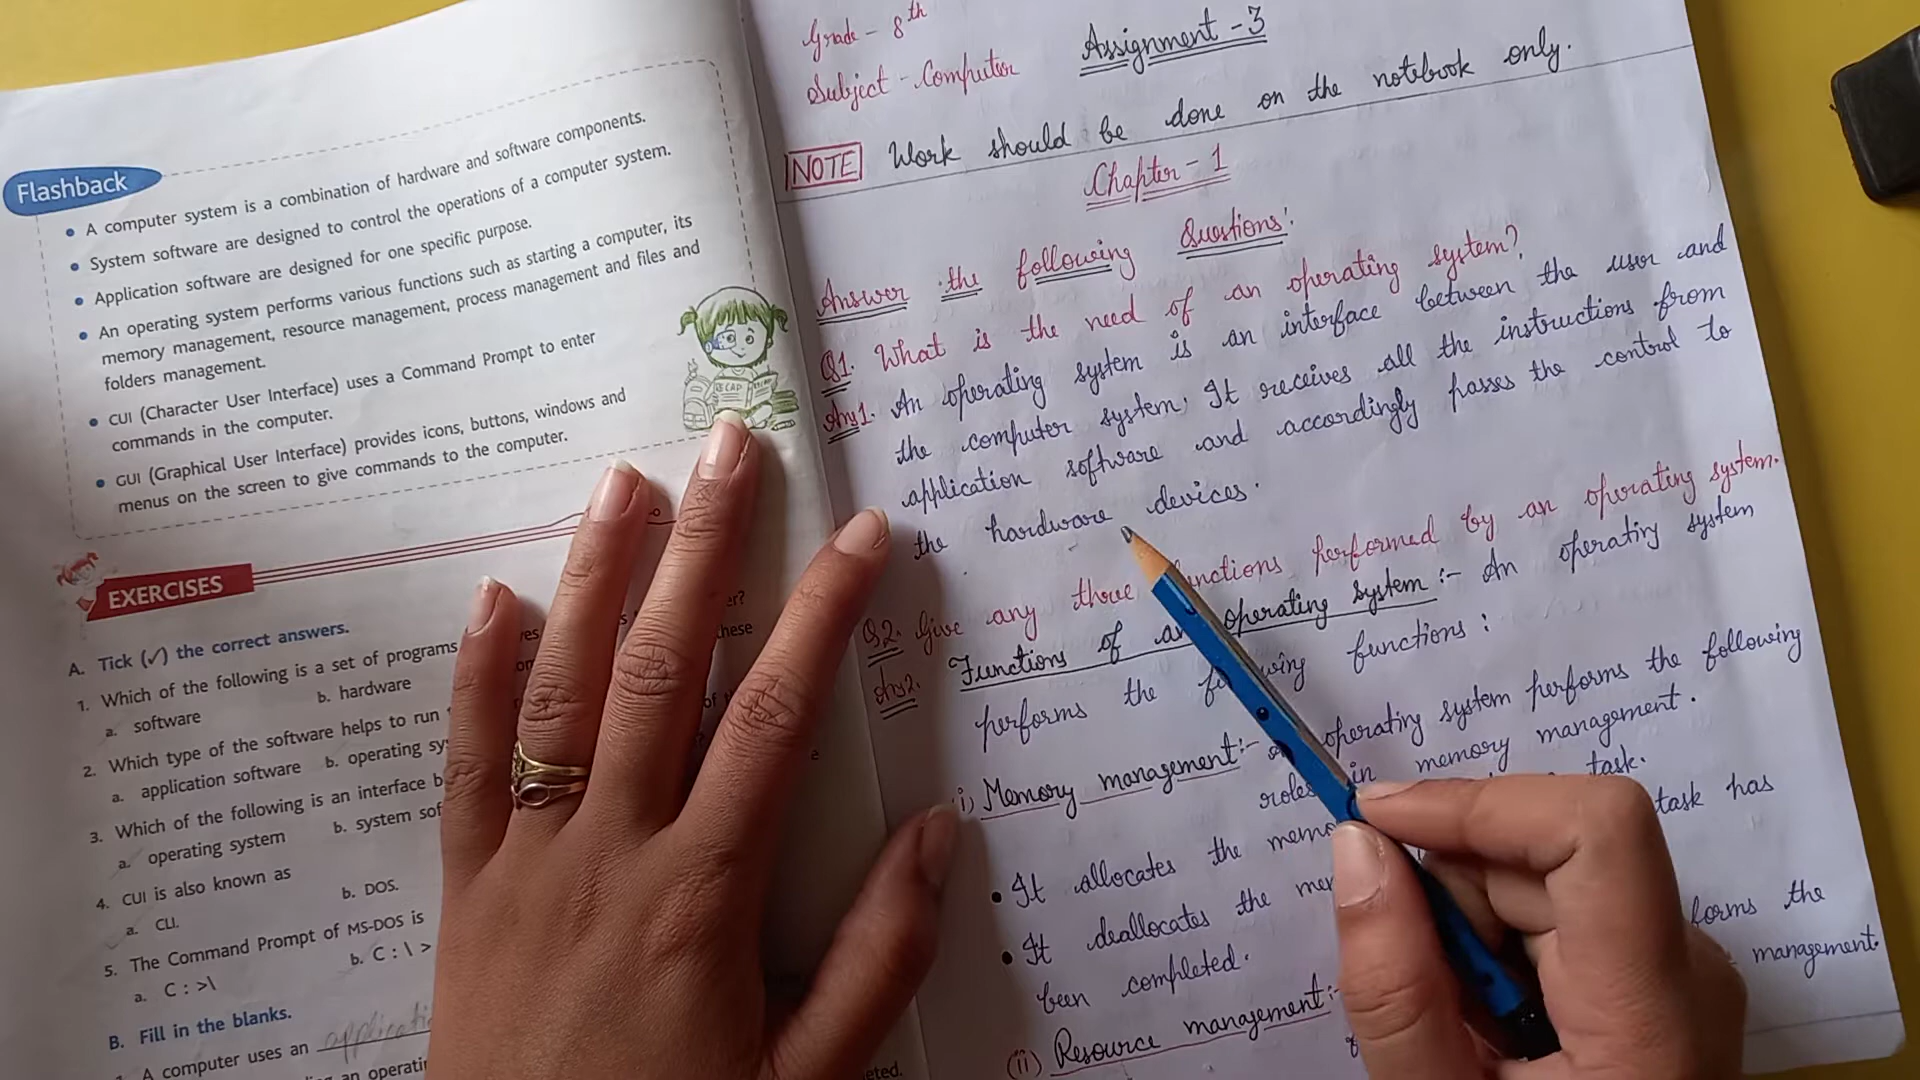 Flashback
A computer system is a combination of hardware and software components.
System software are designed to control the operations of a computer system.
Application software are designed for one specific purpose.
An operating system performs various functions such as starting a computer, its
memory management, resource management, process management and files and
folders management.
CUI (Character User Interface) uses a Command Prompt to enter
commands in the computer.
GUI (Graphical User Interface) provides icons, buttons, windows and
menus on the screen to give commands to the computer.
RECAP
EXERCISES
A. Tick (✓) the correct answers.
1. Which of the following is a set of programs
a. software b. hardware
2. Which type of the software helps to run
a. application software b. operating
these
3. Which of the following is an interface
a. operating system b. system
4. CUI is also known as
a. CLI. b. DOS.
5. The Command Prompt of MS-DOS is
a. C : >\ b. C : \ >
B. Fill in the blanks.
A computer uses an
Grade - 8th
Subject - Computer
Assignment - 3
NOTE Work should be done on the notebook only.
Chapter - 1
Answer the following Questions:
Q1. What is the need of an operating system?
Ans1. An operating system is an interface between the user and
the computer system. It receives all the instructions from
application software and accordingly passes the control to
the hardware devices.
Q2. Give any three functions performed by an operating system.
Ans2. Functions of an operating system :- An operating system
performs the following functions :
(i) Memory management :- operating system performs the following
roles in memory management.
It allocates the task.
It deallocates the task has
been completed.
(ii) Resource management :- the
management.